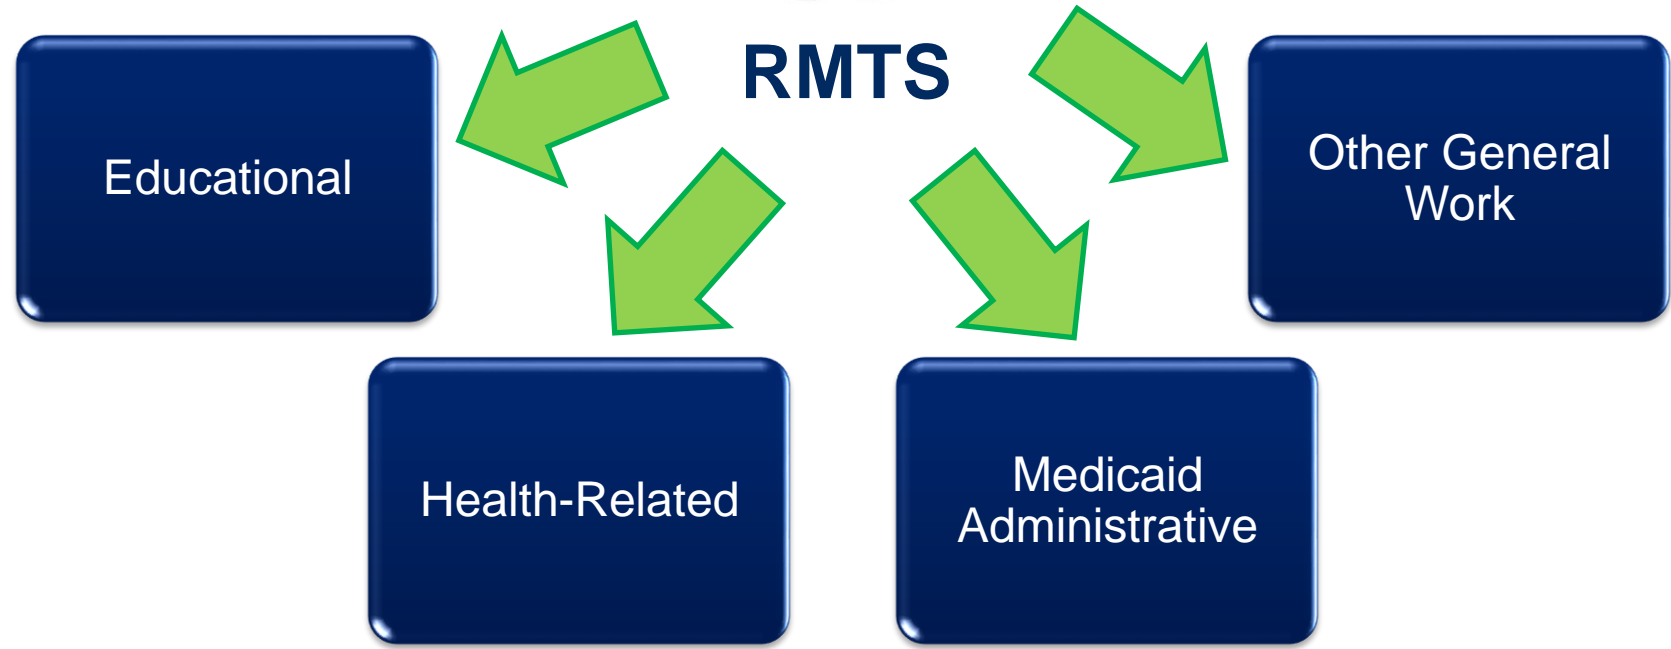 RMTS
Educational
Other General
Work
Health-Related
Medicaid
Administrative